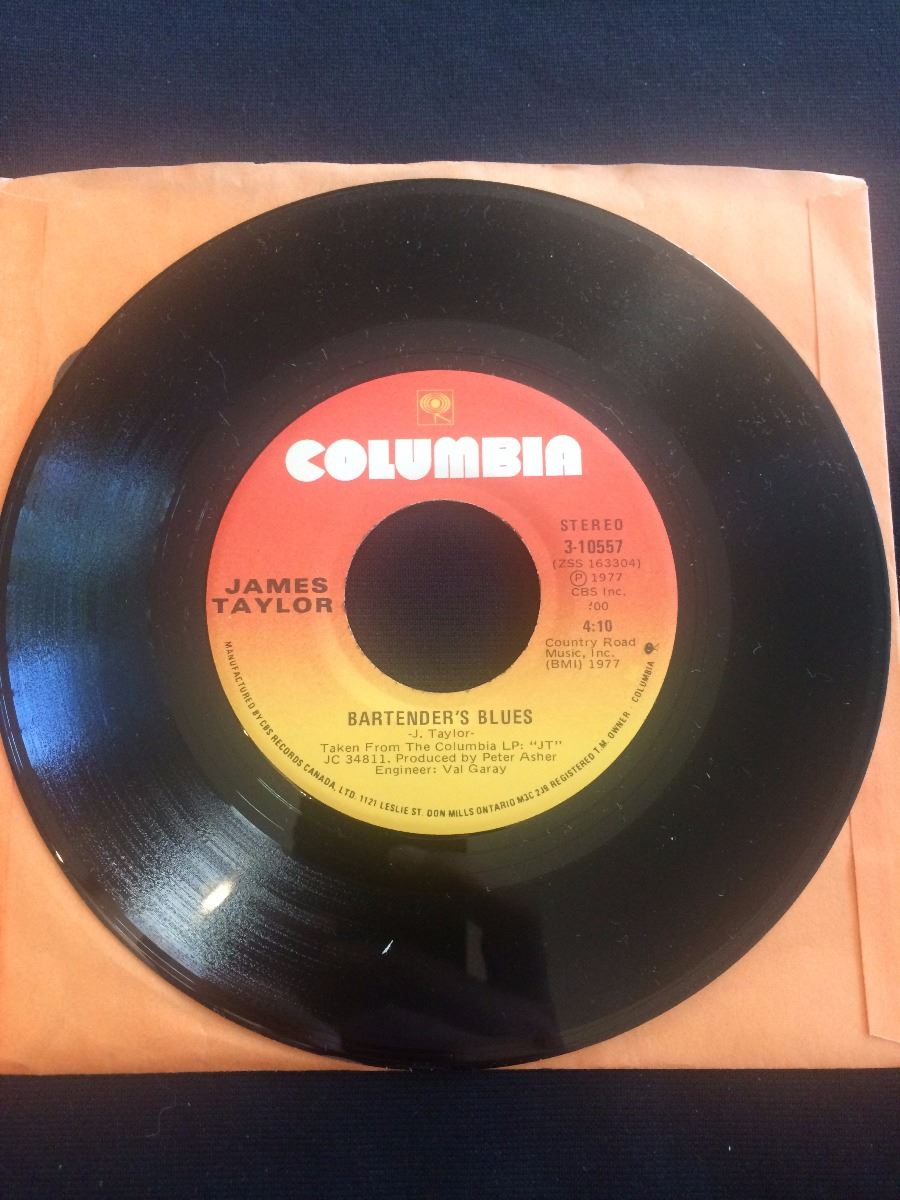 COLUMBIA
STEREO
3-10557
(ZSS 163304)
Ⓟ 1977
CBS Inc.
4:10
Country Road
Music, Inc.
(BMI) 1977
JAMES
TAYLOR
BARTENDER'S BLUES
-J. Taylor-
Taken From The Columbia LP: "JT"
JC 34811. Produced by Peter Asher
Engineer: Val Garay
MANUFACTURED BY CBS RECORDS CANADA, LTD. 1121 LESLIE ST. DON MILLS ONTARIO M3C 2J9 REGISTERED T.M. OWNER - COLUMBIA